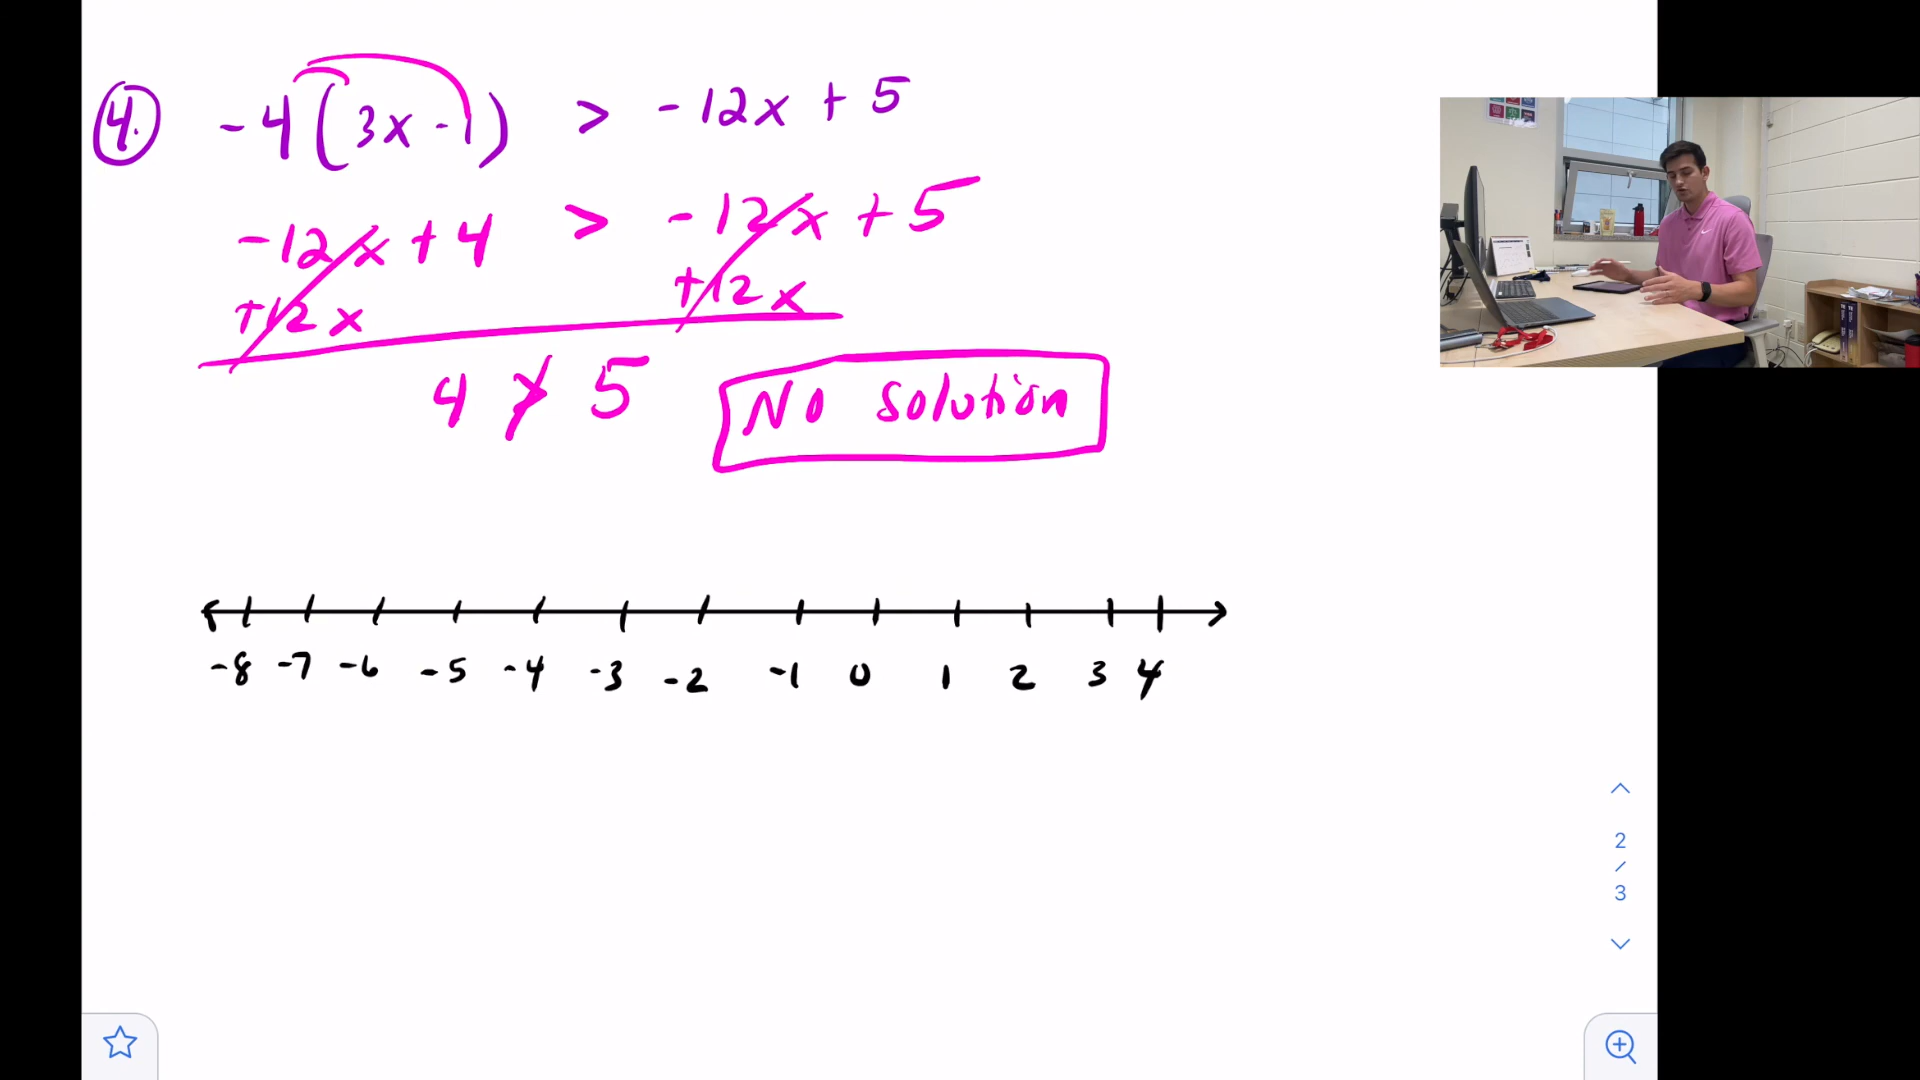 4. -4(3x-1) > -12x+5
-12x+4 > -12x+5
+12x +12x
4 ≯ 5 No solution
-8 -7 -6 -5 -4 -3 -2 -1 0 1 2 3 4
2
/
3